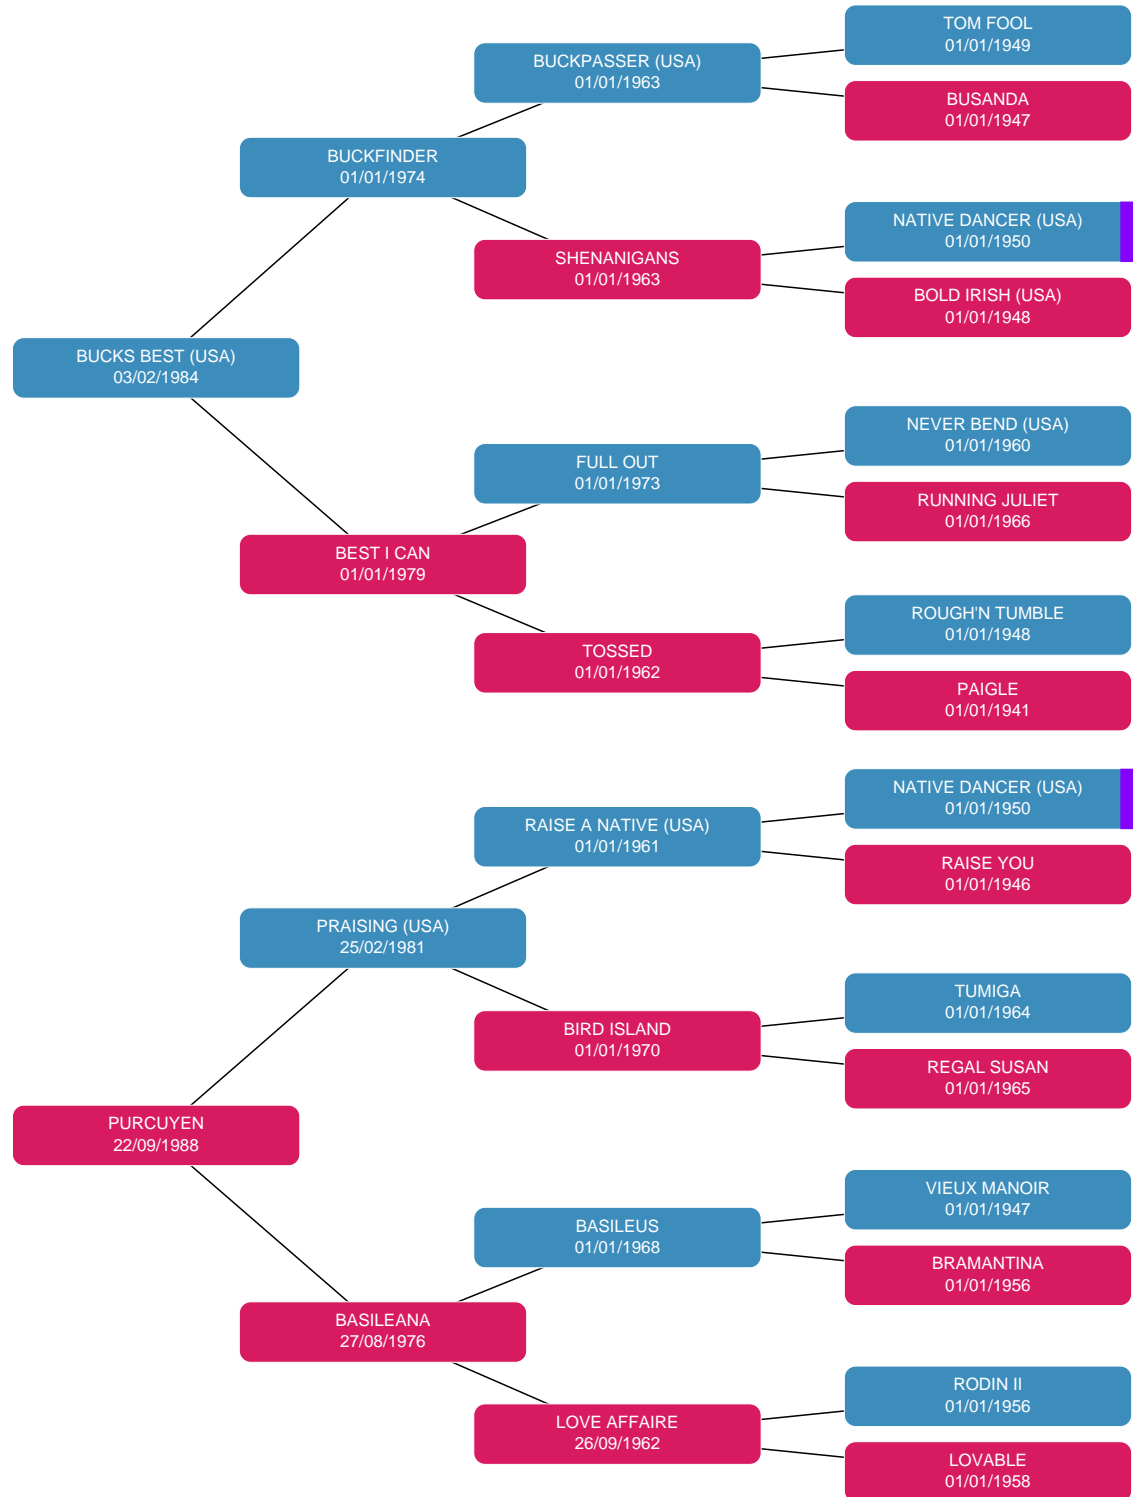 TOM FOOL
01/01/1949
BUCKPASSER (USA)
01/01/1963
BUSANDA
01/01/1947
BUCKFINDER
01/01/1974
NATIVE DANCER (USA)
01/01/1950
SHENANIGANS
01/01/1963
BOLD IRISH (USA)
01/01/1948
BUCKS BEST (USA)
03/02/1984
NEVER BEND (USA)
01/01/1960
FULL OUT
01/01/1973
RUNNING JULIET
01/01/1966
BEST I CAN
01/01/1979
ROUGH'N TUMBLE
01/01/1948
TOSSED
01/01/1962
PAIGLE
01/01/1941
NATIVE DANCER (USA)
01/01/1950
RAISE A NATIVE (USA)
01/01/1961
RAISE YOU
01/01/1946
PRAISING (USA)
25/02/1981
TUMIGA
01/01/1964
BIRD ISLAND
01/01/1970
REGAL SUSAN
01/01/1965
PURCUYEN
22/09/1988
VIEUX MANOIR
01/01/1947
BASILEUS
01/01/1968
BRAMANTINA
01/01/1956
BASILEANA
27/08/1976
RODIN II
01/01/1956
LOVE AFFAIRE
26/09/1962
LOVABLE
01/01/1958